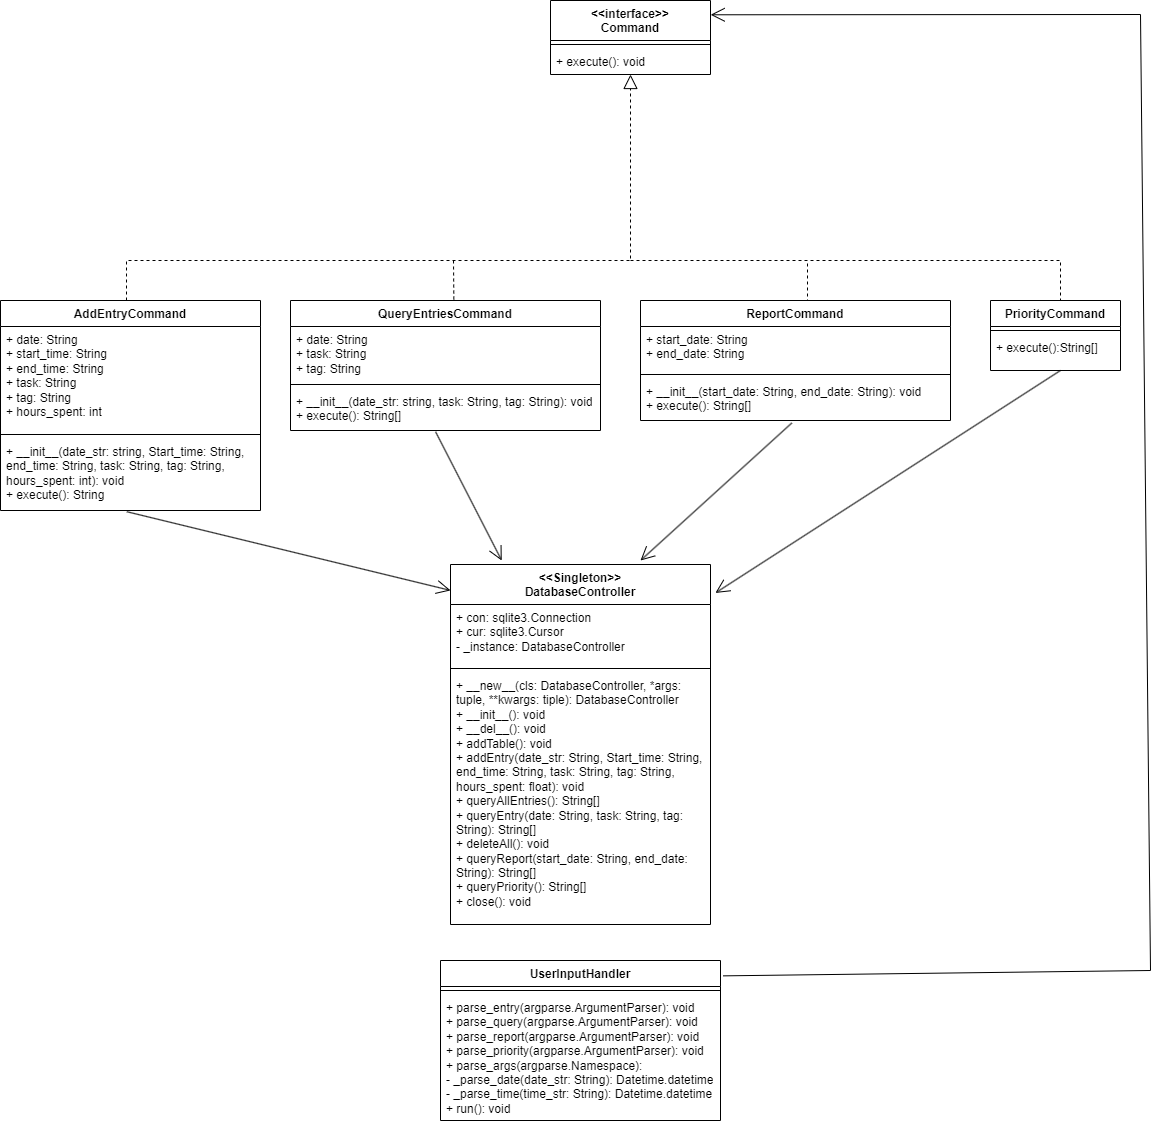 <<interface>>
Command
+ execute(): void
AddEntryCommand
+ date: String
+ start_time: String
+ end_time: String
+ task: String
+ tag: String
+ hours_spent: int
+ __init__(date_str: string, Start_time: String,
end_time: String, task: String, tag: String,
hours_spent: int): void
+ execute(): String
QueryEntriesCommand
+ date: String
+ task: String
+ tag: String
+ __init__(date_str: string, task: String, tag: String): void
+ execute(): String[]
ReportCommand
+ start_date: String
+ end_date: String
+ __init__(start_date: String, end_date: String): void
+ execute(): String[]
PriorityCommand
+ execute():String[]
<<Singleton>>
DatabaseController
+ con: sqlite3.Connection
+ cur: sqlite3.Cursor
- _instance: DatabaseController
+ __new__(cls: DatabaseController, *args:
tuple, **kwargs: tiple): DatabaseController
+ __init__(): void
+ __del__(): void
+ addTable(): void
+ addEntry(date_str: String, Start_time: String,
end_time: String, task: String, tag: String,
hours_spent: float): void
+ queryAllEntries(): String[]
+ queryEntry(date: String, task: String, tag:
String): String[]
+ deleteAll(): void
+ queryReport(start_date: String, end_date:
String): String[]
+ queryPriority(): String[]
+ close(): void
UserInputHandler
+ parse_entry(argparse.ArgumentParser): void
+ parse_query(argparse.ArgumentParser): void
+ parse_report(argparse.ArgumentParser): void
+ parse_priority(argparse.ArgumentParser): void
+ parse_args(argparse.Namespace):
- _parse_date(date_str: String): Datetime.datetime
- _parse_time(time_str: String): Datetime.datetime
+ run(): void